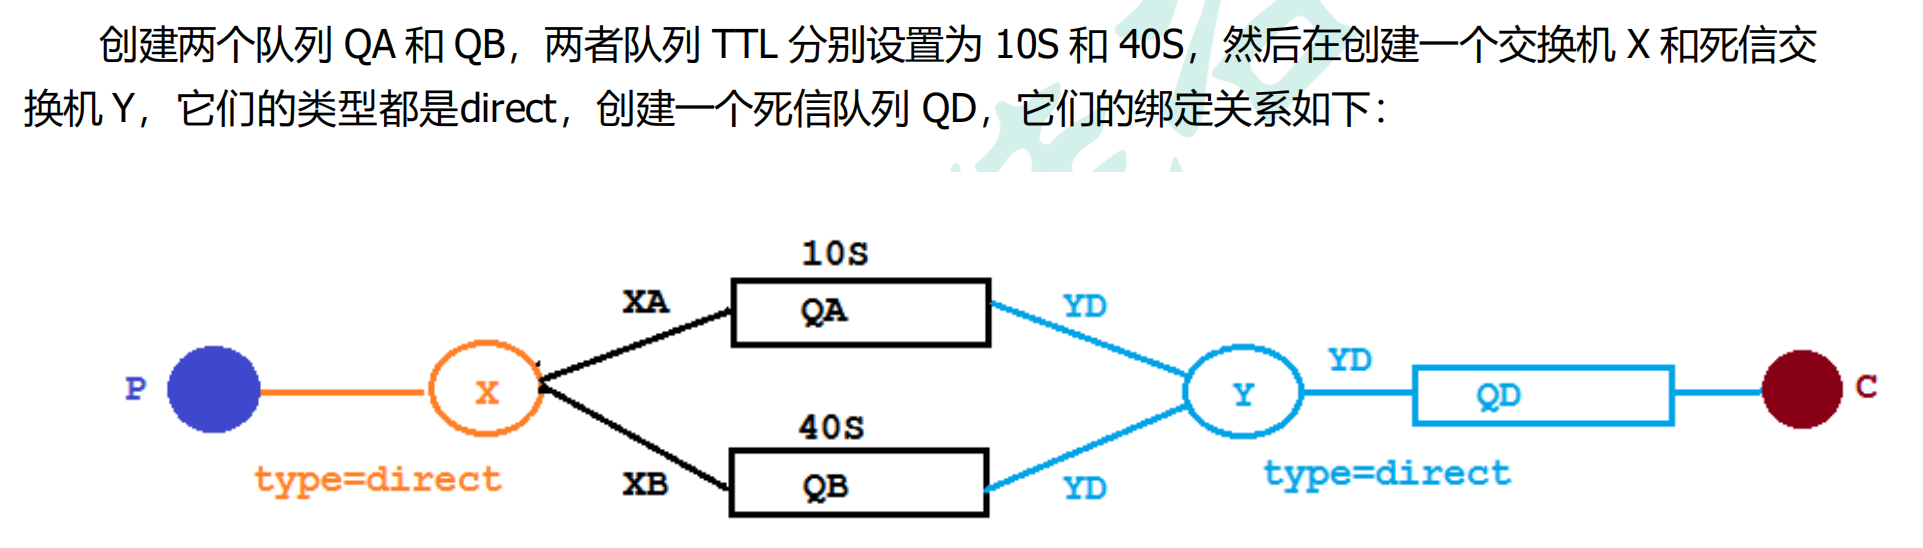 创建两个队列 QA 和 QB，两者队列 TTL 分别设置为 10S 和 40S，然后在创建一个交换机 X 和死信交
换机 Y，它们的类型都是direct，创建一个死信队列 QD，它们的绑定关系如下：
10S
XA
QA
YD
P
X
Y
YD
QD
C
40S
type=direct
XB
QB
YD
type=direct